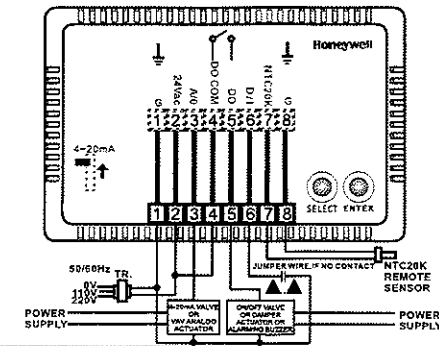 Honeywell
G
24Vac
A/0
DO COM
DO
D/I
NTC20K
G
1 2 3 4 5 6 7 8
4-20mA
SELECT ENTER
1 2 3 4 5 6 7 8
50/60Hz TR.
0V
110V
220V
JUMPER WIRE, IF NO CONTACT
NTC20K
REMOTE
SENSOR
POWER
SUPPLY
4-20mA VALVE
OR
VAV ANALOG
ACTUATOR
ON/OFF VALVE
OR DAMPER
ACTUATOR OR
ALARMING BUZZER
POWER
SUPPLY